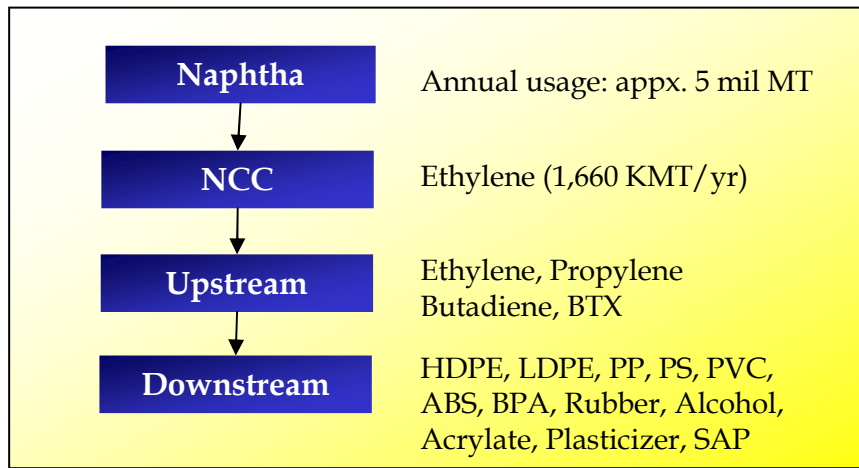 Naphtha
Annual usage: appx. 5 mil MT
NCC
Ethylene (1,660 KMT/yr)
Upstream
Ethylene, Propylene
Butadiene, BTX
Downstream
HDPE, LDPE, PP, PS, PVC,
ABS, BPA, Rubber, Alcohol,
Acrylate, Plasticizer, SAP